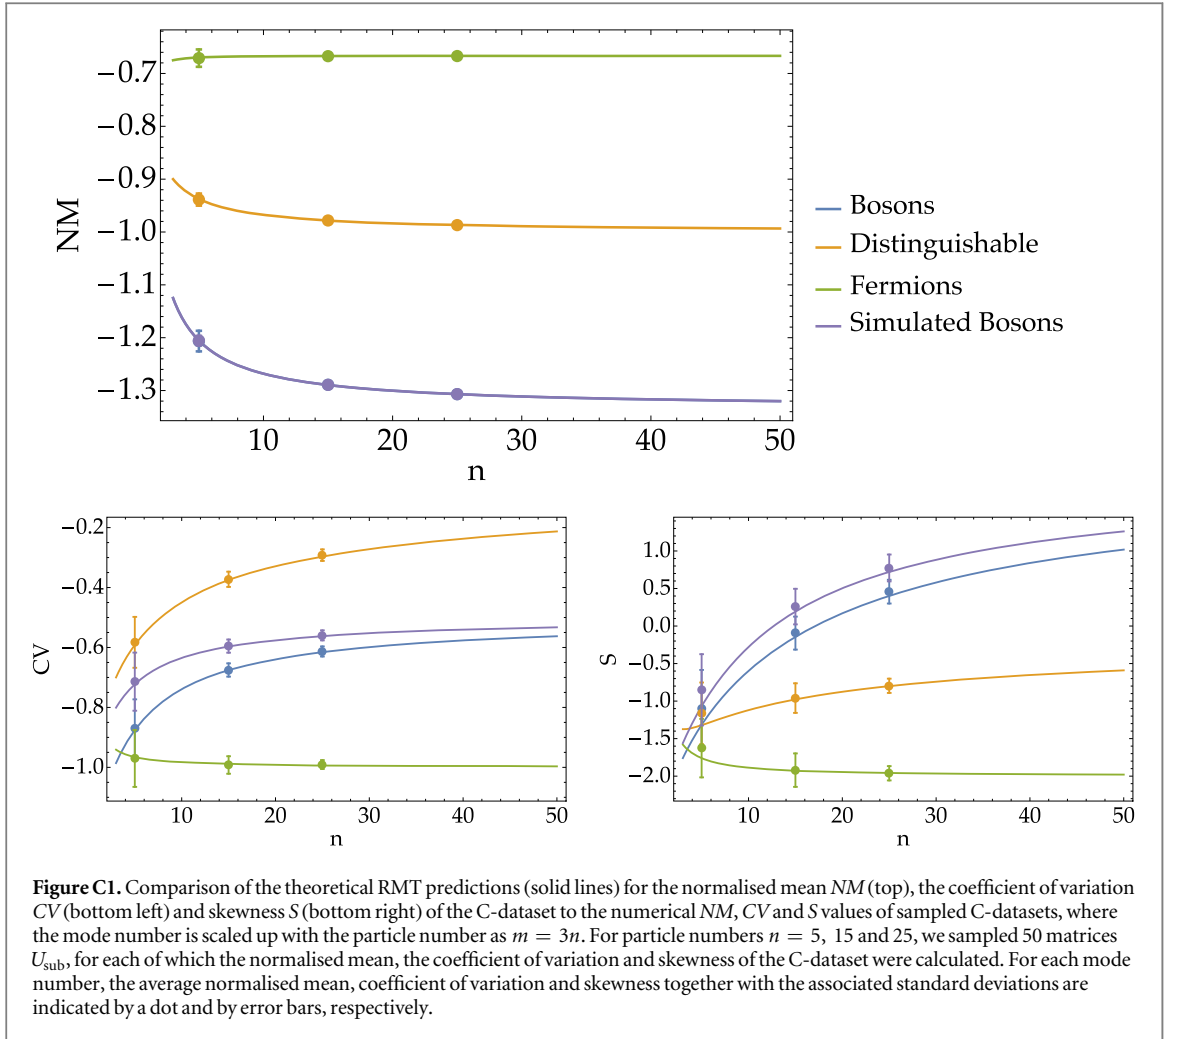 −0.7
−0.8
−0.9
−1.0
−1.1
−1.2
−1.3
NM
10 20 30 40 50
n
Bosons
Distinguishable
Fermions
Simulated Bosons
−0.2
−0.4
−0.6
−0.8
−1.0
CV
10 20 30 40 50
n
1.0
0.5
0.0
−0.5
−1.0
−1.5
−2.0
S
10 20 30 40 50
n
Figure C1. Comparison of the theoretical RMT predictions (solid lines) for the normalised mean NM (top), the coefficient of variation
CV (bottom left) and skewness S (bottom right) of the C-dataset to the numerical NM, CV and S values of sampled C-datasets, where
the mode number is scaled up with the particle number as m = 3n. For particle numbers n = 5, 15 and 25, we sampled 50 matrices
U_sub, for each of which the normalised mean, the coefficient of variation and skewness of the C-dataset were calculated. For each mode
number, the average normalised mean, coefficient of variation and skewness together with the associated standard deviations are
indicated by a dot and by error bars, respectively.